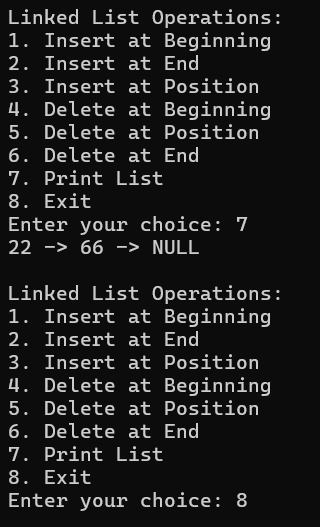 Linked List Operations:
1. Insert at Beginning
2. Insert at End
3. Insert at Position
4. Delete at Beginning
5. Delete at Position
6. Delete at End
7. Print List
8. Exit
Enter your choice: 7
22 -> 66 -> NULL
Linked List Operations:
1. Insert at Beginning
2. Insert at End
3. Insert at Position
4. Delete at Beginning
5. Delete at Position
6. Delete at End
7. Print List
8. Exit
Enter your choice: 8